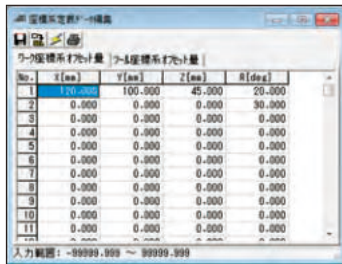 座標系定数データ編集
ワーク座標系オフセット量 ツール座標系オフセット量
No. X[mm] Y[mm] Z[mm] R[deg]
1 120.000 100.000 45.000 20.000
2 0.000 0.000 0.000 30.000
3 0.000 0.000 0.000 0.000
4 0.000 0.000 0.000 0.000
5 0.000 0.000 0.000 0.000
6 0.000 0.000 0.000 0.000
7 0.000 0.000 0.000 0.000
8 0.000 0.000 0.000 0.000
9 0.000 0.000 0.000 0.000
10 0.000 0.000 0.000 0.000
11 0.000 0.000 0.000 0.000
入力範囲: -99999.999 ～ 99999.999